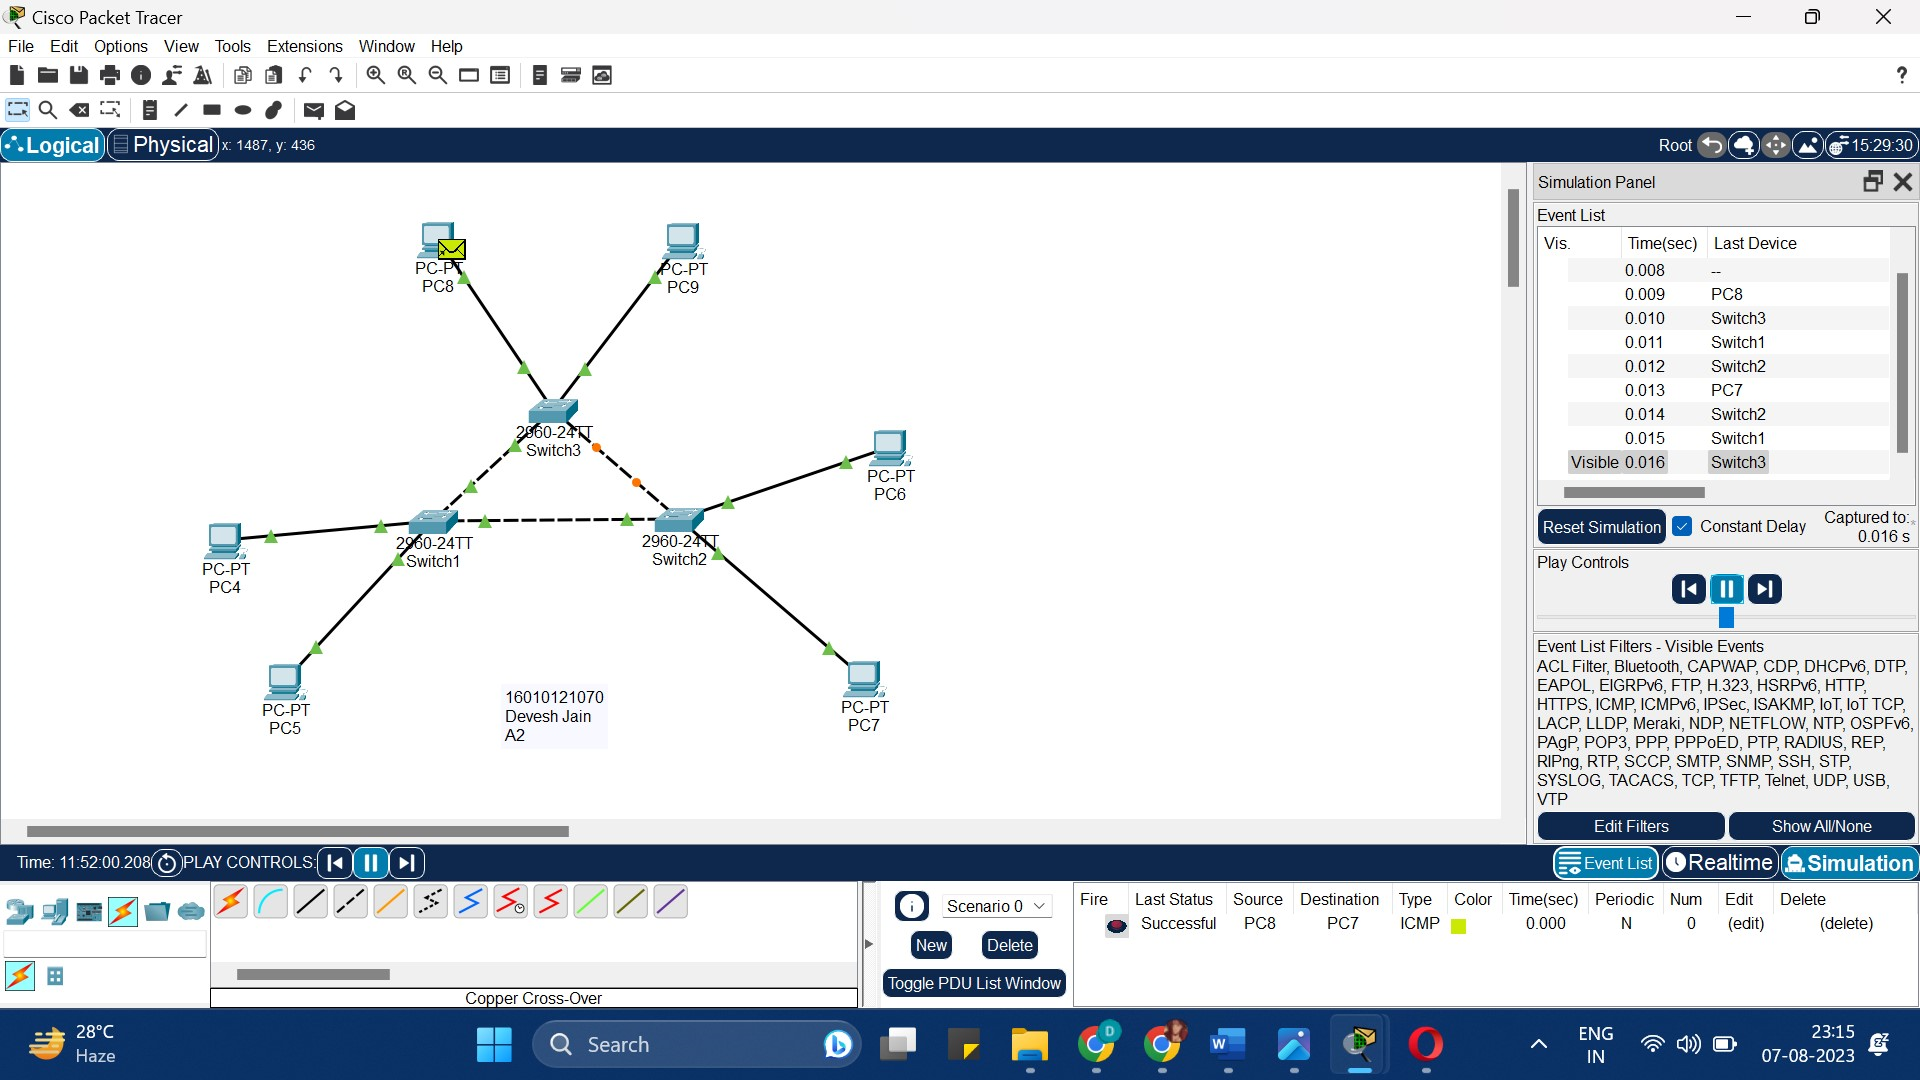 Cisco Packet Tracer
File Edit Options View Tools Extensions Window Help
?
Logical Physical x: 1487, y: 436 Root 15:29:30
PC-PT
PC8
PC-PT
PC9
2960-24TT
Switch3
PC-PT
PC6
2960-24TT
Switch1
2960-24TT
Switch2
PC-PT
PC4
PC-PT
PC5
PC-PT
PC7
16010121070
Devesh Jain
A2
Simulation Panel
Event List
Vis. Time(sec) Last Device
0.008 --
0.009 PC8
0.010 Switch3
0.011 Switch1
0.012 Switch2
0.013 PC7
0.014 Switch2
0.015 Switch1
Visible 0.016 Switch3
Reset Simulation Constant Delay Captured to:
0.016 s
Play Controls
Event List Filters - Visible Events
ACL Filter, Bluetooth, CAPWAP, CDP, DHCPv6, DTP,
EAPOL, EIGRPv6, FTP, H.323, HSRPv6, HTTP,
HTTPS, ICMP, ICMPv6, IPSec, ISAKMP, IoT, IoT TCP,
LACP, LLDP, Meraki, NDP, NETFLOW, NTP, OSPFv6,
PAgP, POP3, PPP, PPPoED, PTP, RADIUS, REP,
RIPng, RTP, SCCP, SMTP, SNMP, SSH, STP,
SYSLOG, TACACS, TCP, TFTP, Telnet, UDP, USB,
VTP
Edit Filters Show All/None
Time: 11:52:00.208 PLAY CONTROLS: Event List Realtime Simulation
Copper Cross-Over
Scenario 0
New Delete
Toggle PDU List Window
Fire Last Status Source Destination Type Color Time(sec) Periodic Num Edit Delete
Successful PC8 PC7 ICMP 0.000 N 0 (edit) (delete)
28°C
Haze
Search
ENG
IN
23:15
07-08-2023